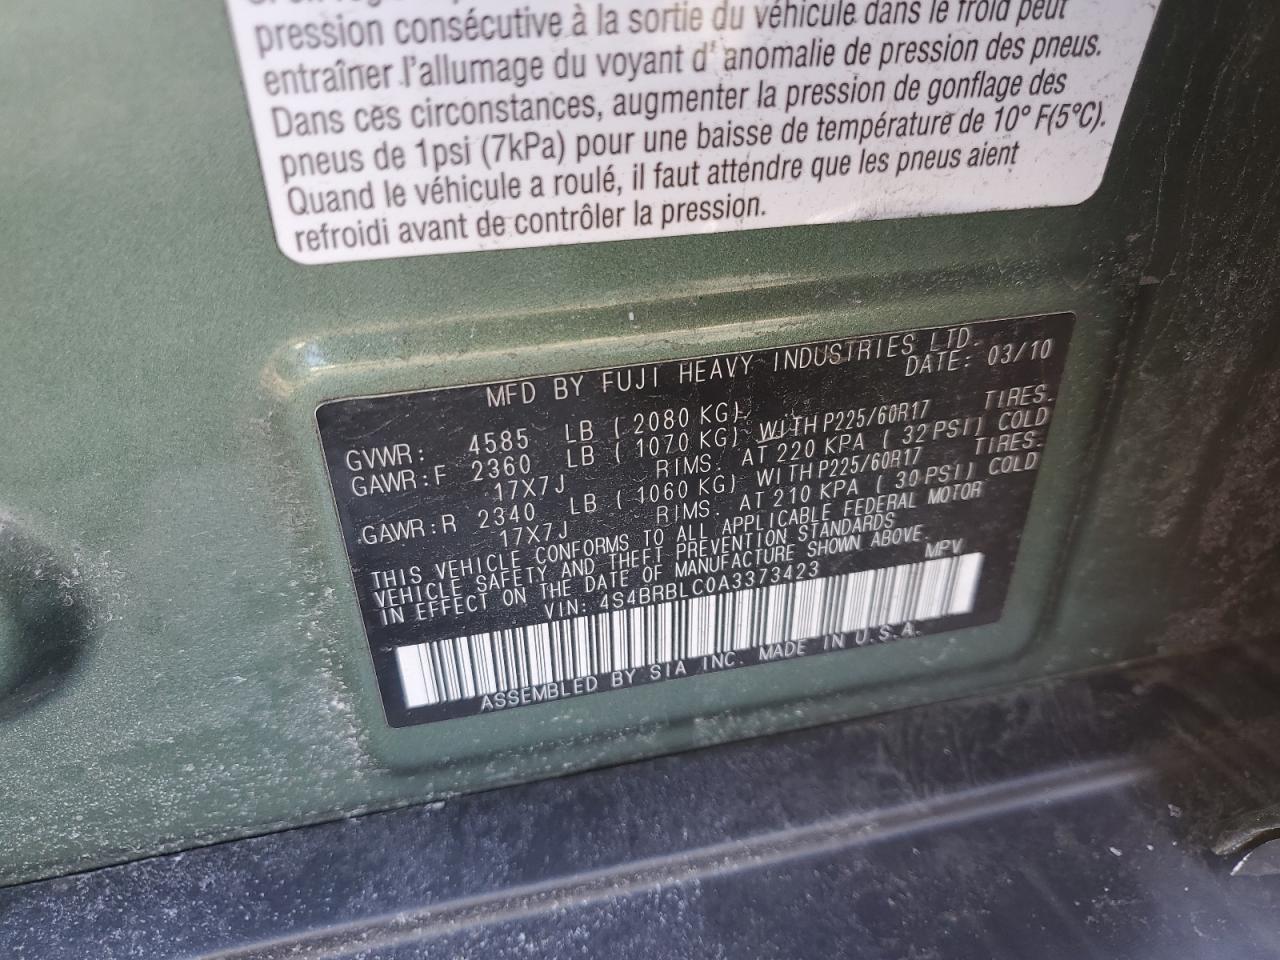 pression consécutive à la sortie du véhicule dans le froid peut
entraîner l'allumage du voyant d'anomalie de pression des pneus.
Dans ces circonstances, augmenter la pression de gonflage des
pneus de 1psi (7kPa) pour une baisse de température de 10° F(5°C).
Quand le véhicule a roulé, il faut attendre que les pneus aient
refroidi avant de contrôler la pression.
MFD BY FUJI HEAVY INDUSTRIES LTD.
DATE: 03/10
GVWR: 4585 LB ( 2080 KG)
GAWR:F 2360 LB ( 1070 KG) WITH P225/60R17 TIRES.
17X7J RIMS. AT 220 KPA ( 32 PSI) COLD
GAWR:R 2340 LB ( 1060 KG) WITH P225/60R17 TIRES.
17X7J RIMS. AT 210 KPA ( 30 PSI) COLD
THIS VEHICLE CONFORMS TO ALL APPLICABLE FEDERAL MOTOR
VEHICLE SAFETY AND THEFT PREVENTION STANDARDS
IN EFFECT ON THE DATE OF MANUFACTURE SHOWN ABOVE.
VIN: 4S4BRBLC0A3373423 MPV
ASSEMBLED BY SIA INC. MADE IN U.S.A.